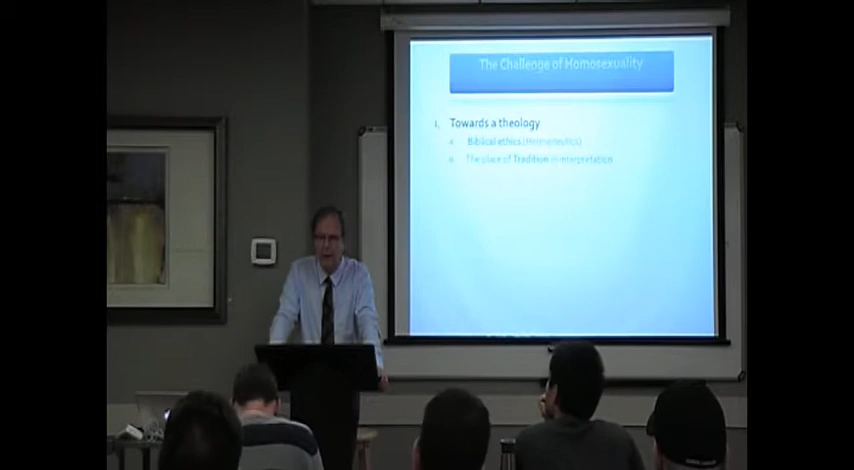 The Challenge of Homosexuality
I. Towards a theology
a. Biblical ethics (Hermeneutics)
The place of Tradition in interpretation